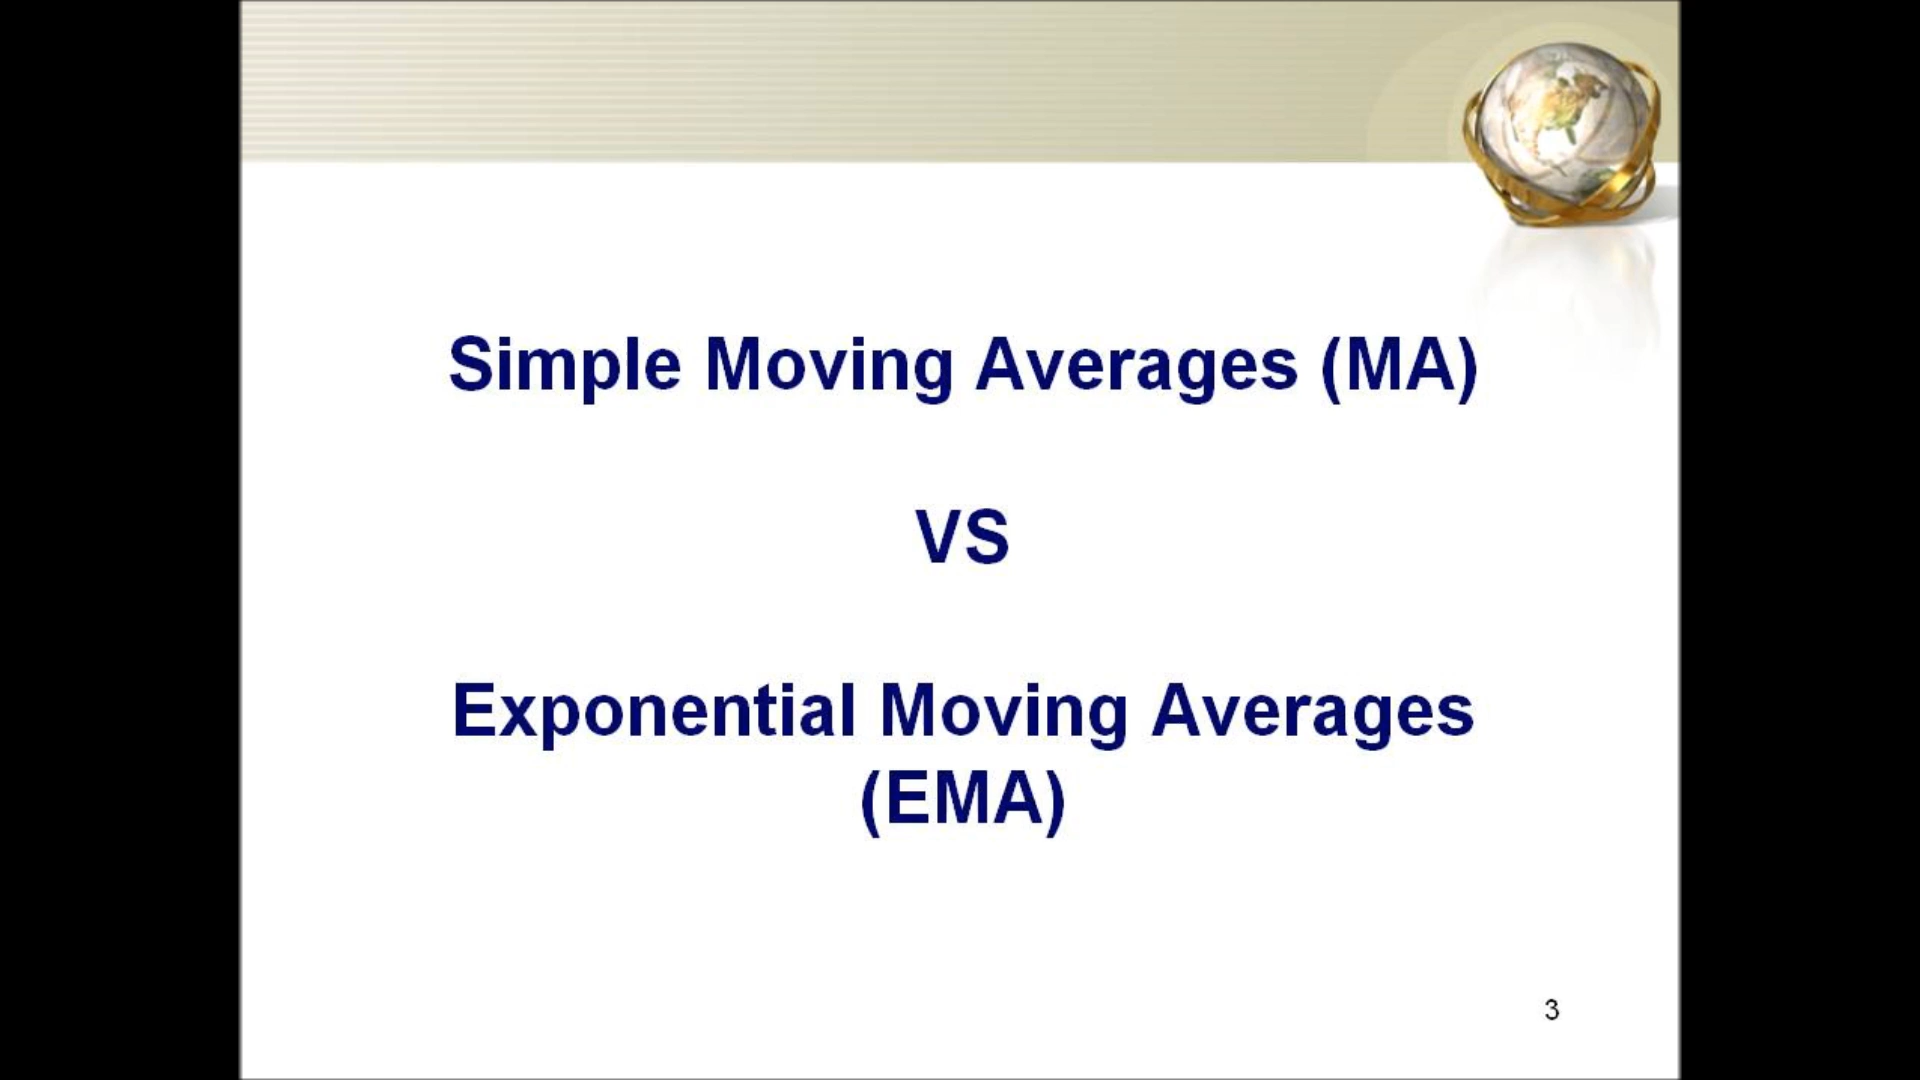 Simple Moving Averages (MA)
VS
Exponential Moving Averages
(EMA)
3